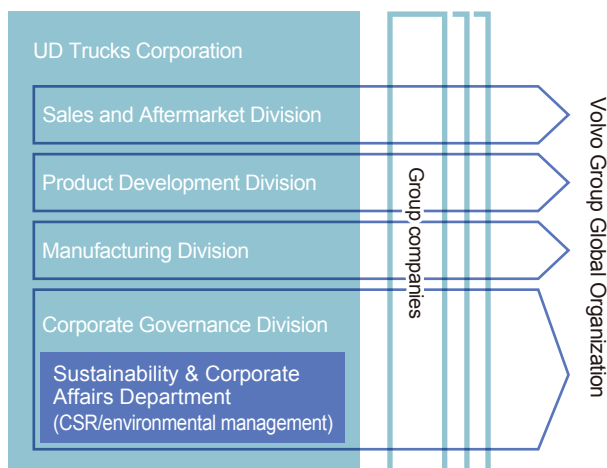 UD Trucks Corporation
Sales and Aftermarket Division
Product Development Division
Manufacturing Division
Corporate Governance Division
Sustainability & Corporate
Affairs Department
(CSR/environmental management)
Group companies
Volvo Group Global Organization